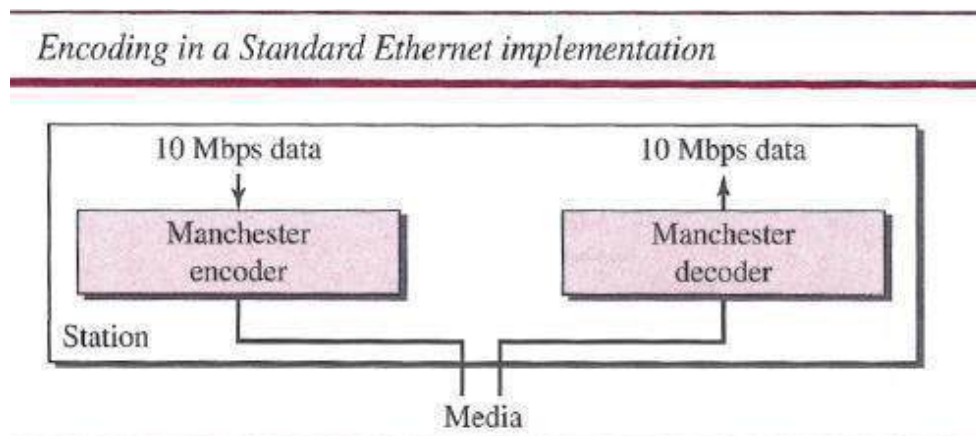 Encoding in a Standard Ethernet implementation
10 Mbps data
10 Mbps data
Manchester
encoder
Manchester
decoder
Station
Media